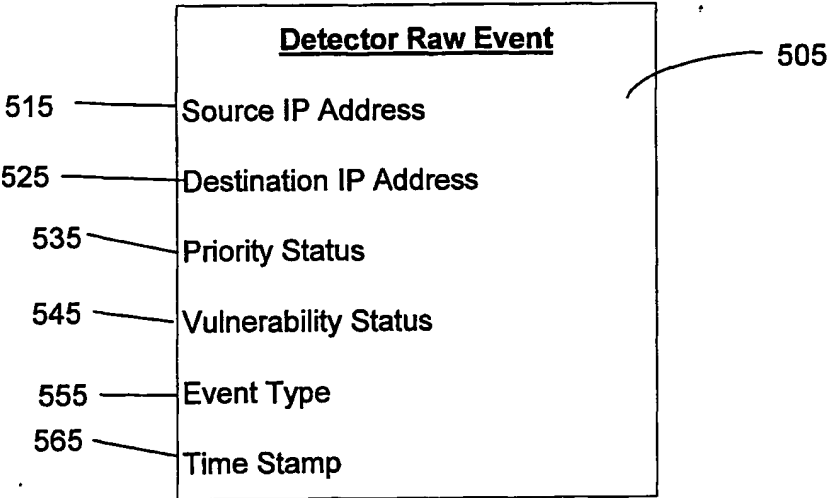 Detector Raw Event
505
515 Source IP Address
525 Destination IP Address
535 Priority Status
545 Vulnerability Status
555 Event Type
565 Time Stamp